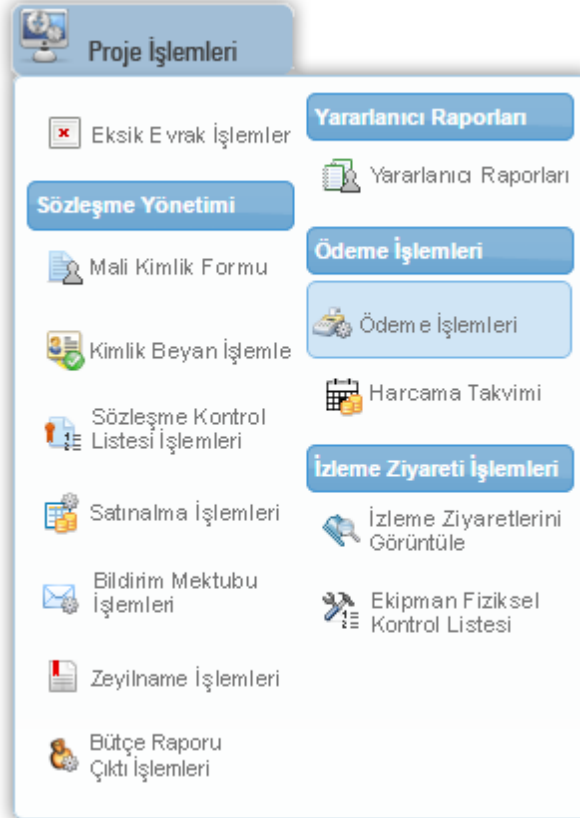 Proje İşlemleri
Eksik Evrak İşlemler
Sözleşme Yönetimi
Mali Kimlik Formu
Kimlik Beyan İşlemle
Sözleşme Kontrol
Listesi İşlemleri
Satınalma İşlemleri
Bildirim Mektubu
İşlemleri
Zeyilname İşlemleri
Bütçe Raporu
Çıktı İşlemleri
Yararlanıcı Raporları
Yararlanıcı Raporları
Ödeme İşlemleri
Ödeme İşlemleri
Harcama Takvimi
İzleme Ziyareti İşlemleri
İzleme Ziyaretlerini
Görüntüle
Ekipman Fiziksel
Kontrol Listesi